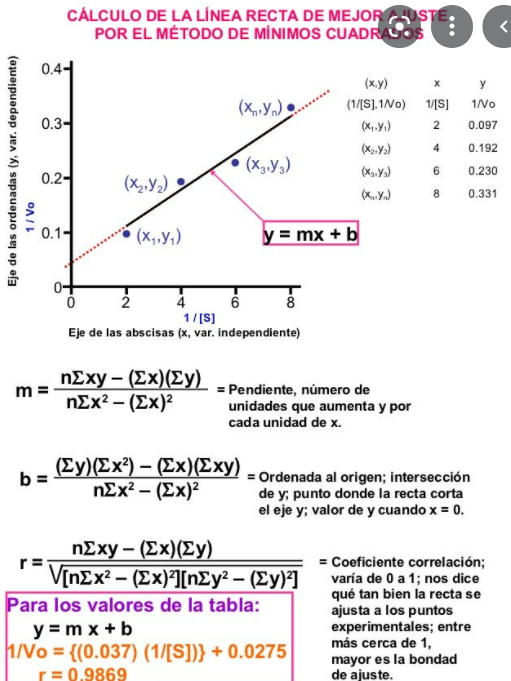 CÁLCULO DE LA LÍNEA RECTA DE MEJOR AJUSTE
POR EL MÉTODO DE MÍNIMOS CUADRADOS
Eje de las ordenadas (y, var. dependiente)
1 / Vo
0.4
0.3
0.2
0.1
0
0 2 4 6 8
(x₁,y₁)
(x₂,y₂)
(x₃,y₃)
(xₙ,yₙ)
y = mx + b
1 / [S]
Eje de las abscisas (x, var. independiente)
(x,y) x y
(1/[S],1/Vo) 1/[S] 1/Vo
(x₁,y₁) 2 0.097
(x₂,y₂) 4 0.192
(x₃,y₃) 6 0.230
(xₙ,yₙ) 8 0.331
m = nΣxy – (Σx)(Σy) / nΣx² – (Σx)²
= Pendiente, número de
unidades que aumenta y por
cada unidad de x.
b = (Σy)(Σx²) – (Σx)(Σxy) / nΣx² – (Σx)²
= Ordenada al origen; intersección
de y; punto donde la recta corta
el eje y; valor de y cuando x = 0.
r = nΣxy – (Σx)(Σy) / √[nΣx² – (Σx)²][nΣy² – (Σy)²]
= Coeficiente correlación;
varía de 0 a 1; nos dice
qué tan bien la recta se
ajusta a los puntos
experimentales; entre
más cerca de 1,
mayor es la bondad
de ajuste.
Para los valores de la tabla:
y = m x + b
1/Vo = {(0.037) (1/[S])} + 0.0275
r = 0.9869